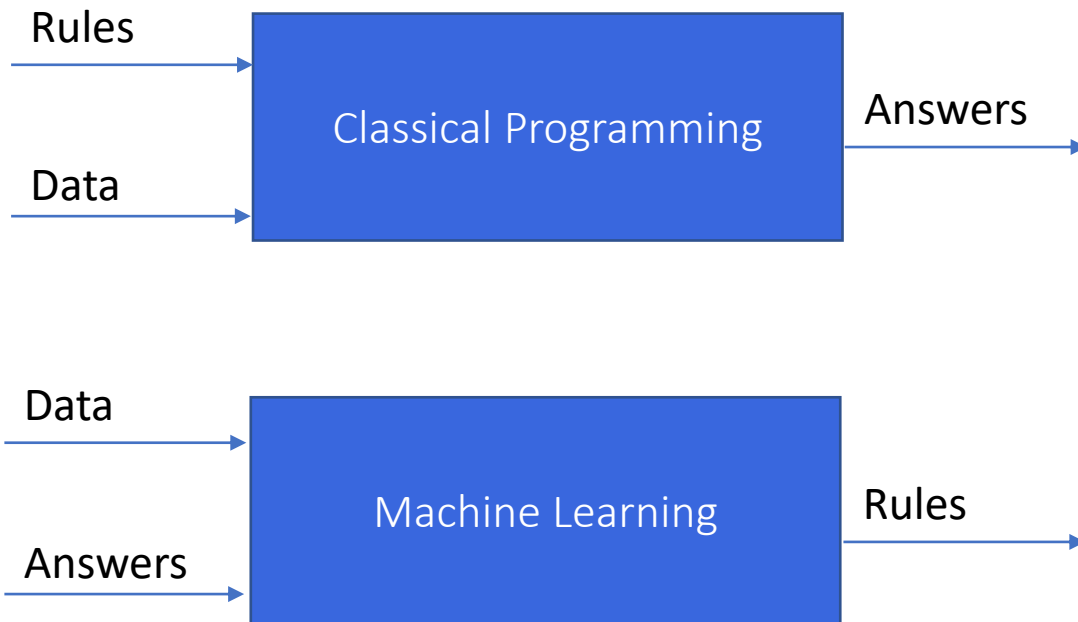 Rules
Classical Programming
Answers
Data
Data
Machine Learning
Rules
Answers